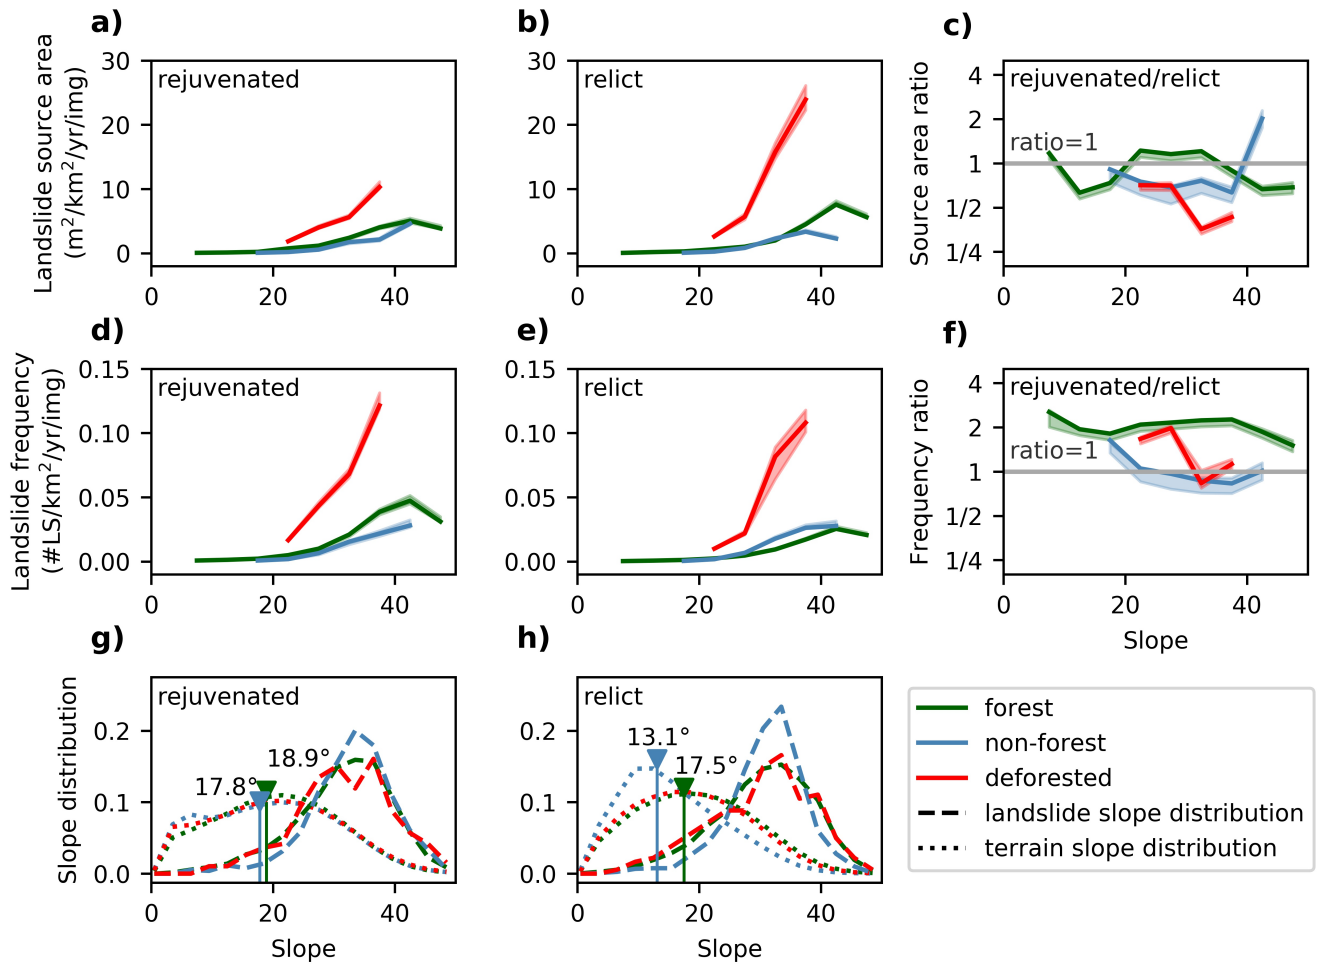 a)
Landslide source area
(m²/km²/yr/img)
30
20
10
0
rejuvenated
0
20
40
b)
30
20
10
0
relict
0
20
40
c)
Source area ratio
4
2
1
1/2
1/4
rejuvenated/relict
ratio=1
0
20
40
d)
Landslide frequency
(#LS/km²/yr/img)
0.15
0.10
0.05
0.00
rejuvenated
0
20
40
e)
0.15
0.10
0.05
0.00
relict
0
20
40
f)
Frequency ratio
4
2
1
1/2
1/4
rejuvenated/relict
ratio=1
0
20
40
Slope
g)
Slope distribution
0.2
0.1
0.0
rejuvenated
18.9°
17.8°
0
20
40
Slope
h)
0.2
0.1
0.0
relict
13.1°
17.5°
0
20
40
Slope
forest
non-forest
deforested
landslide slope distribution
terrain slope distribution